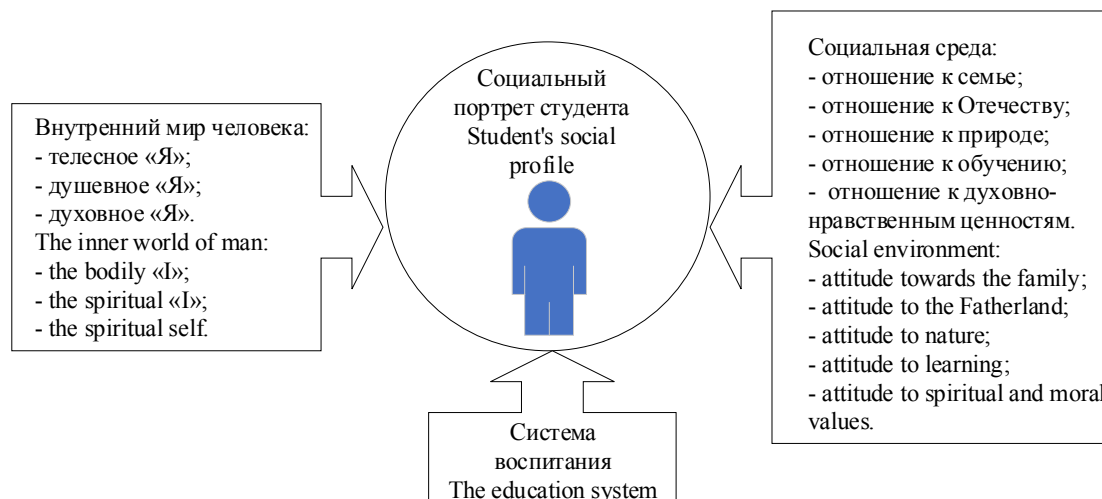 Социальный
портрет студента
Student's social
profile
Внутренний мир человека:
- телесное «Я»;
- душевное «Я»;
- духовное «Я».
The inner world of man:
- the bodily «I»;
- the spiritual «I»;
- the spiritual self.
Социальная среда:
- отношение к семье;
- отношение к Отечеству;
- отношение к природе;
- отношение к обучению;
- отношение к духовно-
нравственным ценностям.
Social environment:
- attitude towards the family;
- attitude to the Fatherland;
- attitude to nature;
- attitude to learning;
- attitude to spiritual and moral
values.
Система
воспитания
The education system